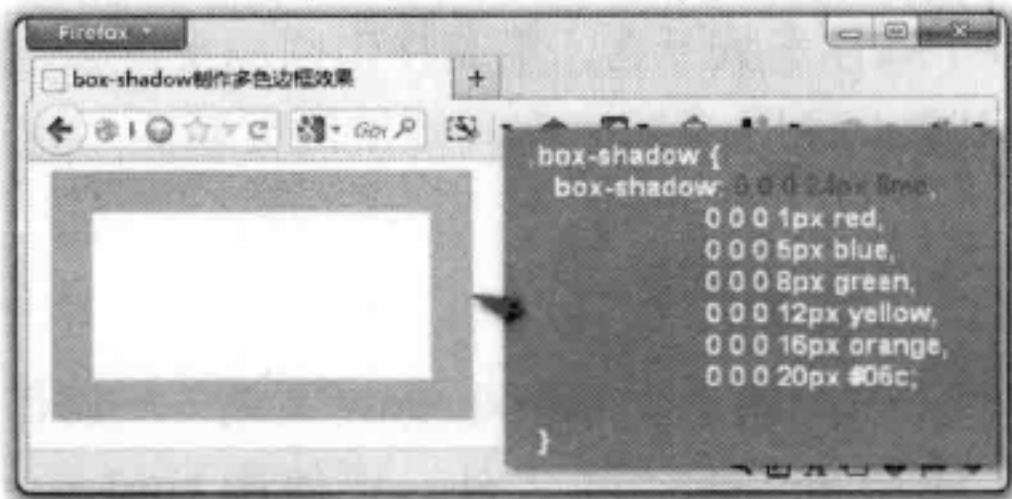 Firefox
box-shadow制作多色边框效果
.box-shadow {
box-shadow: 0 0 0 24px lime,
0 0 0 1px red,
0 0 0 5px blue,
0 0 0 8px green,
0 0 0 12px yellow,
0 0 0 16px orange,
0 0 0 20px #06c;
}